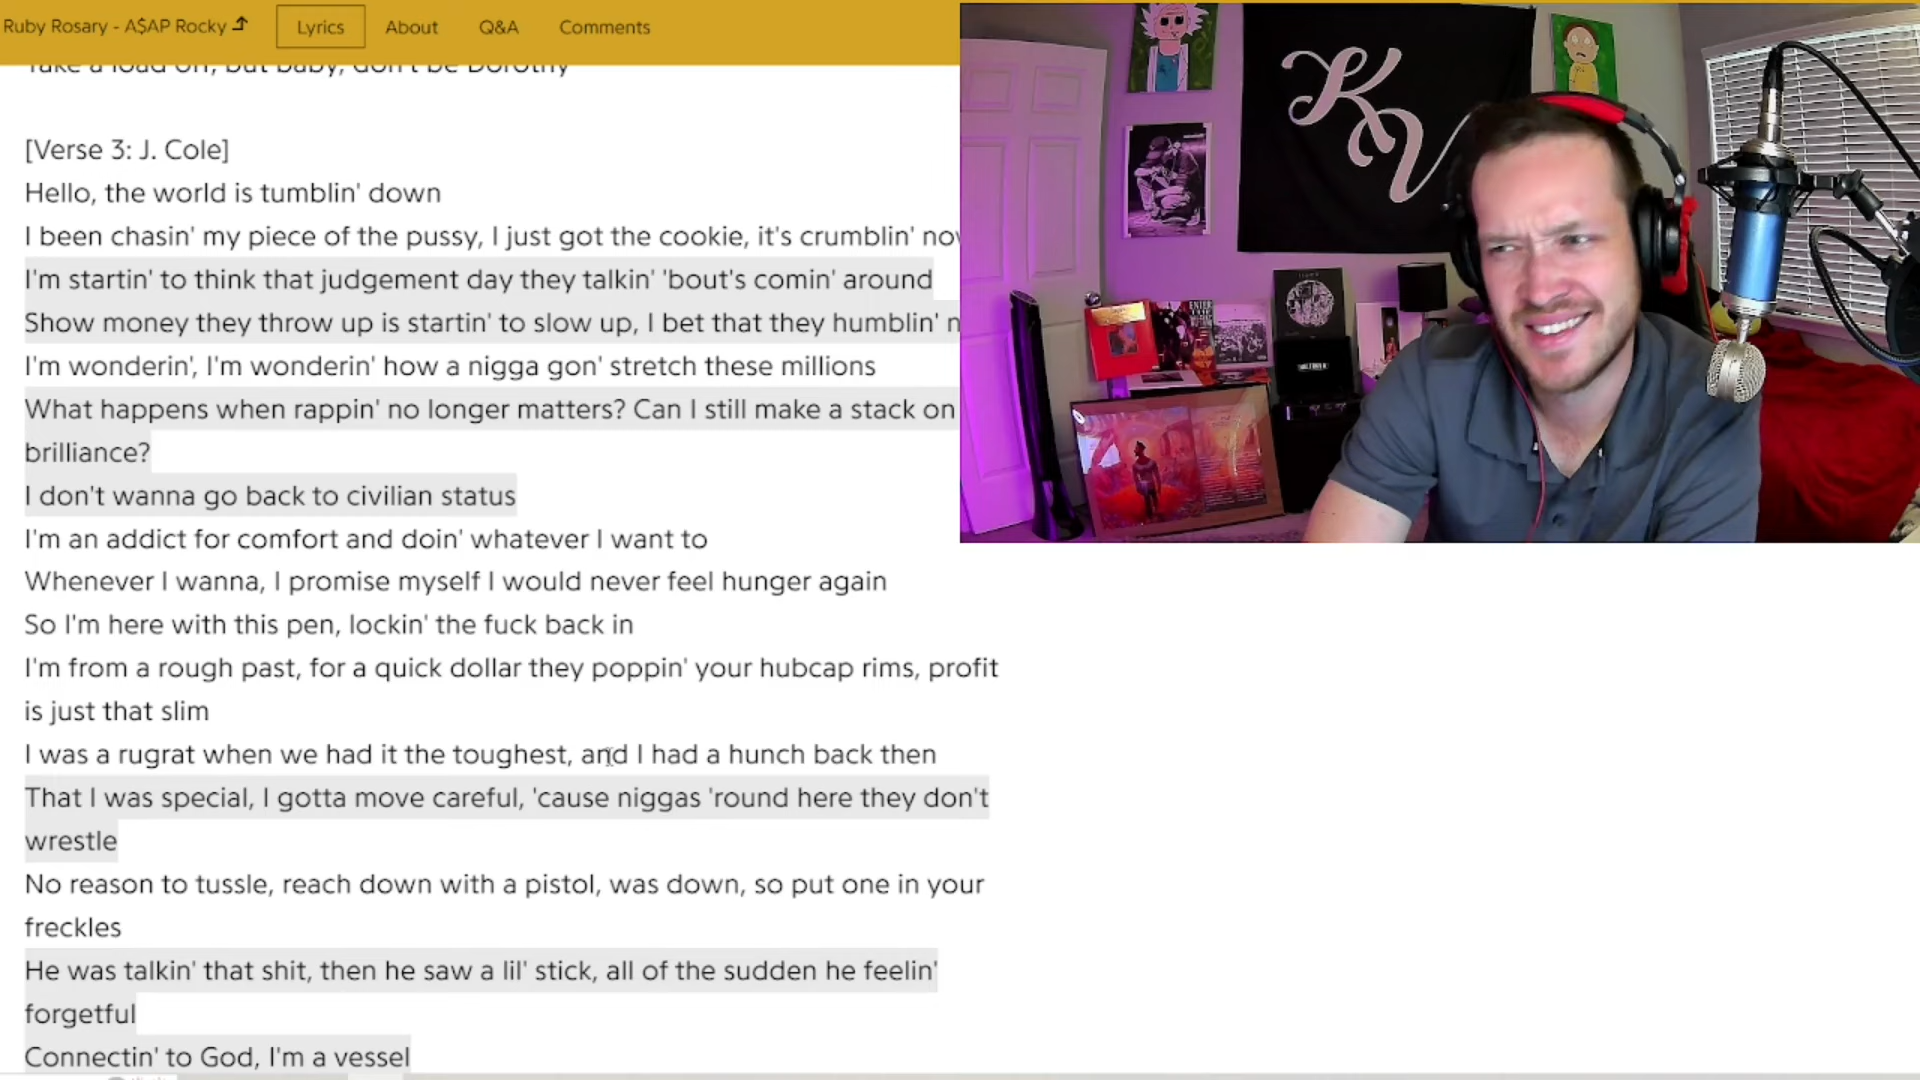 Ruby Rosary - A$AP Rocky
Lyrics
About
Q&A
Comments
Take a load off, but baby, don't be Dorothy
[Verse 3: J. Cole]
Hello, the world is tumblin' down
I been chasin' my piece of the pussy, I just got the cookie, it's crumblin' no
I'm startin' to think that judgement day they talkin' 'bout's comin' around
Show money they throw up is startin' to slow up, I bet that they humblin' n
I'm wonderin', I'm wonderin' how a nigga gon' stretch these millions
What happens when rappin' no longer matters? Can I still make a stack on
brilliance?
I don't wanna go back to civilian status
I'm an addict for comfort and doin' whatever I want to
Whenever I wanna, I promise myself I would never feel hunger again
So I'm here with this pen, lockin' the fuck back in
I'm from a rough past, for a quick dollar they poppin' your hubcap rims, profit
is just that slim
I was a rugrat when we had it the toughest, and I had a hunch back then
That I was special, I gotta move careful, 'cause niggas 'round here they don't
wrestle
No reason to tussle, reach down with a pistol, was down, so put one in your
freckles
He was talkin' that shit, then he saw a lil' stick, all of the sudden he feelin'
forgetful
Connectin' to God, I'm a vessel
KV